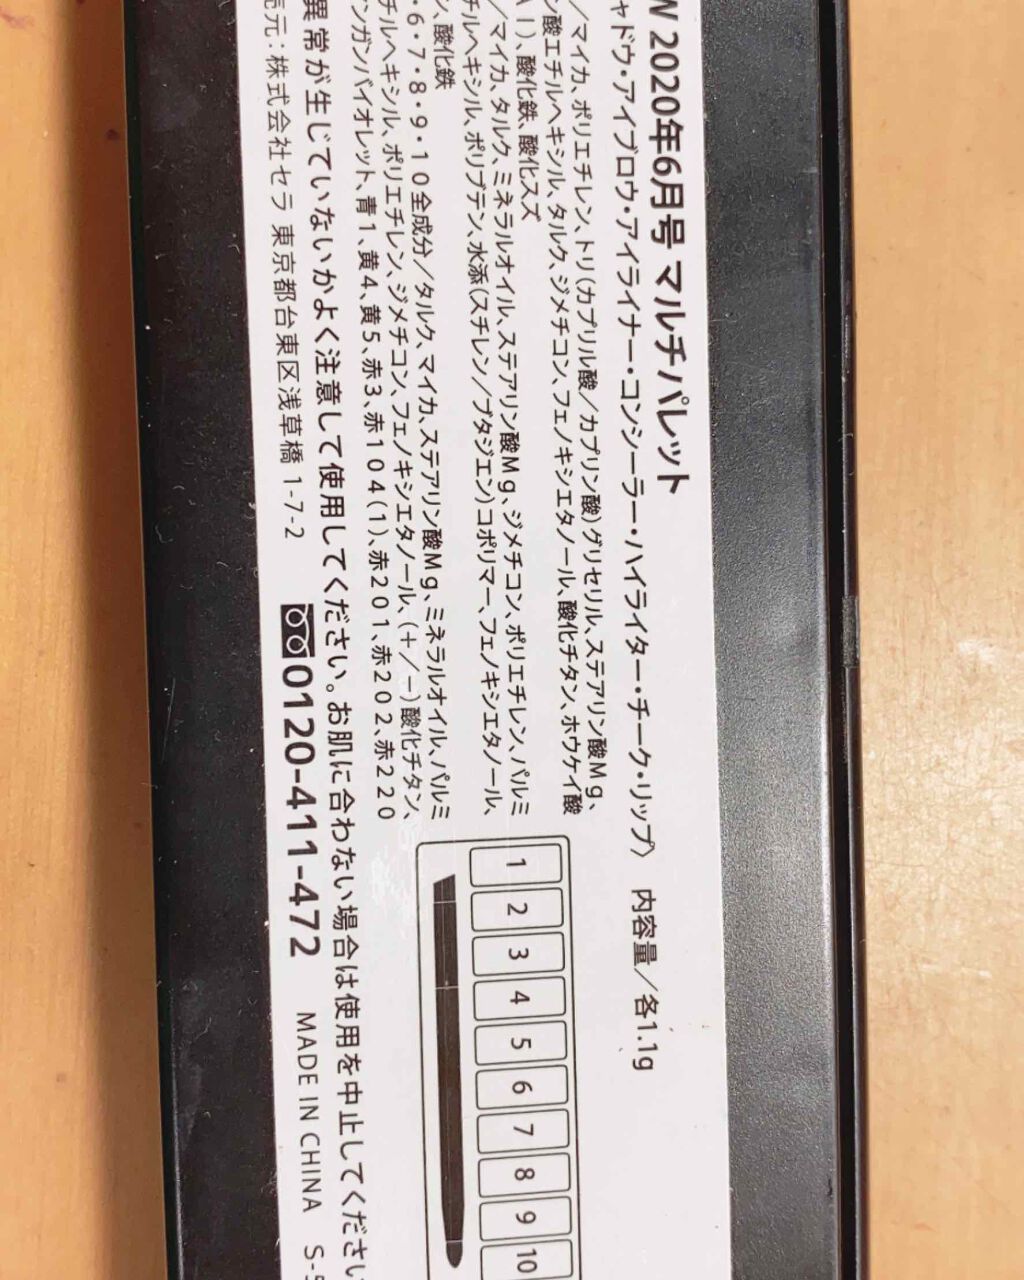 W 2020年6月号 マルチパレット
ャドウ・アイブロウ・アイライナー・コンシーラー・ハイライター・チーク・リップ〉 内容量／各1.1g
／マイカ、ポリエチレン、トリ(カプリル酸／カプリン酸)グリセリル、ステアリン酸Ｍｇ、
ン酸エチルヘキシル、タルク、ジメチコン、フェノキシエタノール、酸化チタン、ホウケイ酸
Ａｌ)、酸化鉄、酸化スズ
／マイカ、タルク、ミネラルオイル、ステアリン酸Ｍｇ、ジメチコン、ポリエチレン、パルミ
チルヘキシル、ポリブテン、水添(スチレン／ブタジエン)コポリマー、フェノキシエタノール、
ン、酸化鉄
・６・７・８・９・１０全成分／タルク、マイカ、ステアリン酸Ｍｇ、ミネラルオイル、パルミ
チルヘキシル、ポリエチレン、ジメチコン、フェノキシエタノール、(＋／－)酸化チタン、
ンガンバイオレット、青１、黄４、黄５、赤３、赤１０４(１)、赤２０１、赤２０２、赤２２０
異常が生じていないかよく注意して使用してください。お肌に合わない場合は使用を中止してください
元：株式会社セラ 東京都台東区浅草橋 1-7-2 0120-411-472 MADE IN CHINA S-5
1
2
3
4
5
6
7
8
9
10